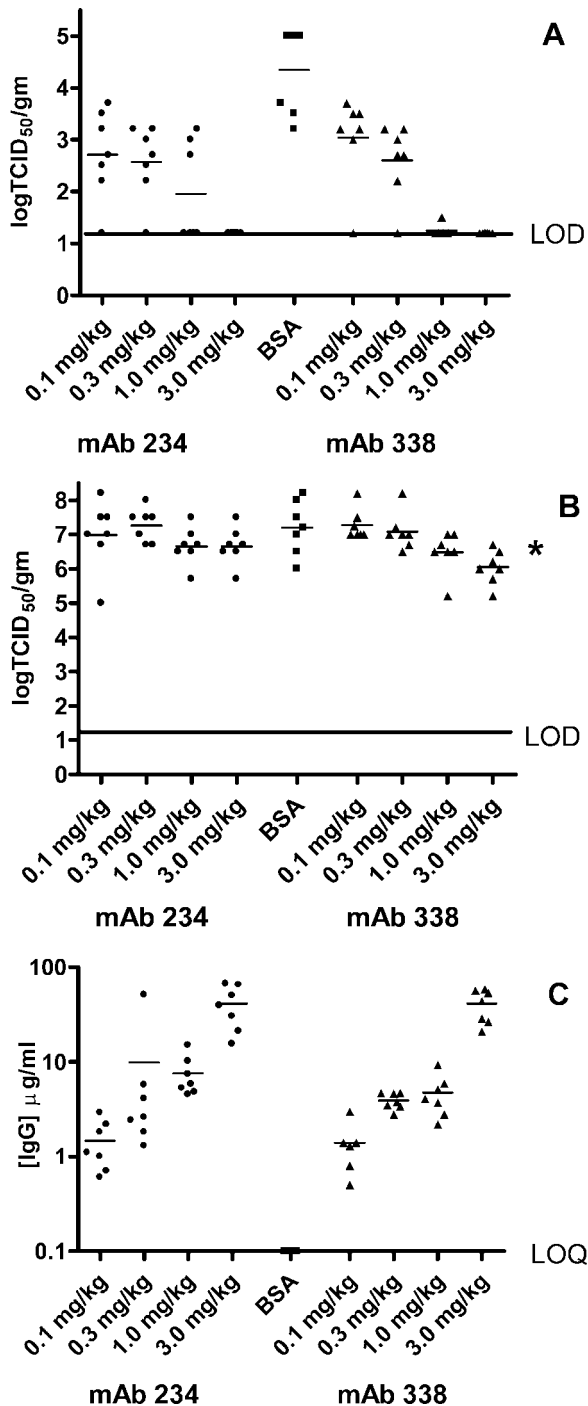 A
logTCID50/gm
5
4
3
2
1
0
LOD
0.1 mg/kg
0.3 mg/kg
1.0 mg/kg
3.0 mg/kg
BSA
0.1 mg/kg
0.3 mg/kg
1.0 mg/kg
3.0 mg/kg
mAb 234
mAb 338
B
logTCID50/gm
8
7
6
5
4
3
2
1
0
*
LOD
0.1 mg/kg
0.3 mg/kg
1.0 mg/kg
3.0 mg/kg
BSA
0.1 mg/kg
0.3 mg/kg
1.0 mg/kg
3.0 mg/kg
mAb 234
mAb 338
C
[IgG] μg/ml
100
10
1
0.1
LOQ
0.1 mg/kg
0.3 mg/kg
1.0 mg/kg
3.0 mg/kg
BSA
0.1 mg/kg
0.3 mg/kg
1.0 mg/kg
3.0 mg/kg
mAb 234
mAb 338